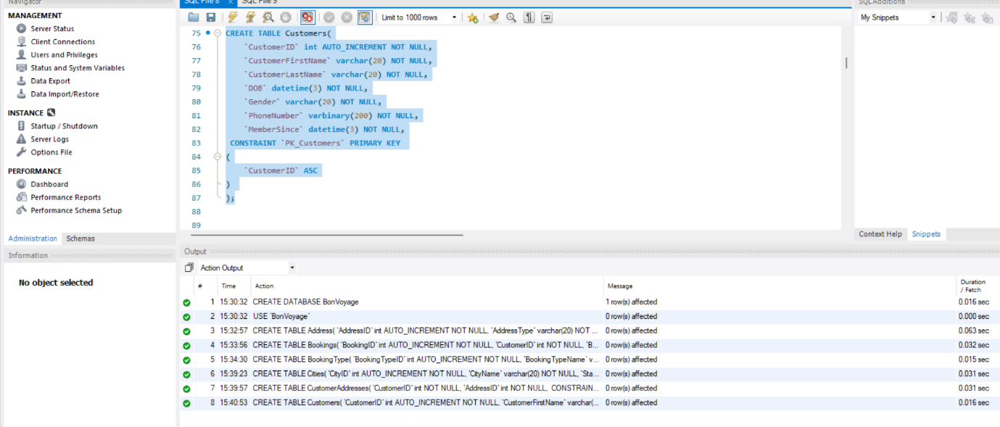 Navigator
MANAGEMENT
Server Status
Client Connections
Users and Privileges
Status and System Variables
Data Export
Data Import/Restore
INSTANCE
Startup / Shutdown
Server Logs
Options File
PERFORMANCE
Dashboard
Performance Reports
Performance Schema Setup
Administration Schemas
Information
No object selected
SQL File 8 × SQL File 9
Limit to 1000 rows
75 CREATE TABLE Customers(
76 `CustomerID` int AUTO_INCREMENT NOT NULL,
77 `CustomerFirstName` varchar(20) NOT NULL,
78 `CustomerLastName` varchar(20) NOT NULL,
79 `DOB` datetime(3) NOT NULL,
80 `Gender` varchar(20) NOT NULL,
81 `PhoneNumber` varbinary(200) NOT NULL,
82 `MemberSince` datetime(3) NOT NULL,
83 CONSTRAINT `PK_Customers` PRIMARY KEY
84 (
85 `CustomerID` ASC
86 )
87 );
88
89
SQLAdditions
My Snippets
Context Help Snippets
Output
Action Output
# Time Action Message Duration / Fetch
1 15:30:32 CREATE DATABASE BonVoyage 1 row(s) affected 0.016 sec
2 15:30:32 USE `BonVoyage` 0 row(s) affected 0.000 sec
3 15:32:57 CREATE TABLE Address( `AddressID` int AUTO_INCREMENT NOT NULL, `AddressType` varchar(20) NOT ... 0 row(s) affected 0.063 sec
4 15:33:56 CREATE TABLE Bookings( `BookingID` int AUTO_INCREMENT NOT NULL, `CustomerID` int NOT NULL, `B... 0 row(s) affected 0.032 sec
5 15:34:30 CREATE TABLE BookingType( `BookingTypeID` int AUTO_INCREMENT NOT NULL, `BookingTypeName` v... 0 row(s) affected 0.015 sec
6 15:39:23 CREATE TABLE Cities( `CityID` int AUTO_INCREMENT NOT NULL, `CityName` varchar(20) NOT NULL, `Sta... 0 row(s) affected 0.031 sec
7 15:39:57 CREATE TABLE CustomerAddresses( `CustomerID` int NOT NULL, `AddressID` int NOT NULL, CONSTRAIN... 0 row(s) affected 0.031 sec
8 15:40:53 CREATE TABLE Customers( `CustomerID` int AUTO_INCREMENT NOT NULL, `CustomerFirstName` varchar(... 0 row(s) affected 0.016 sec